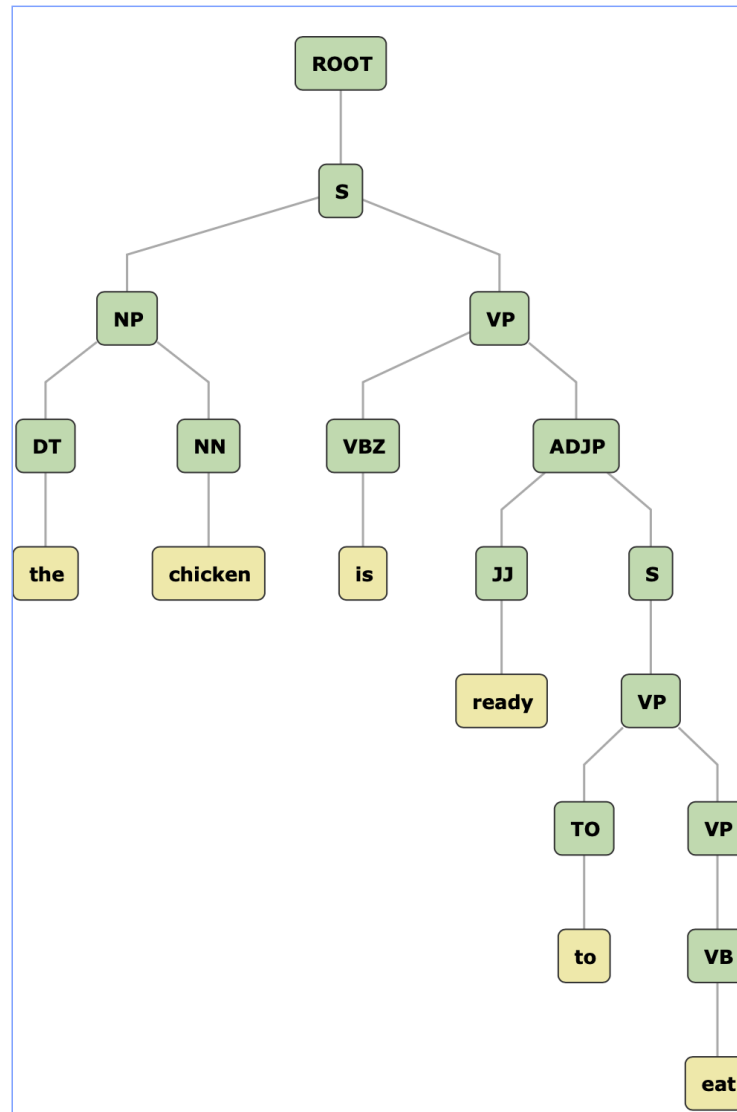 ROOT
S
NP VP
DT NN VBZ ADJP
the chicken is JJ S
ready VP
TO VP
to VB
eat